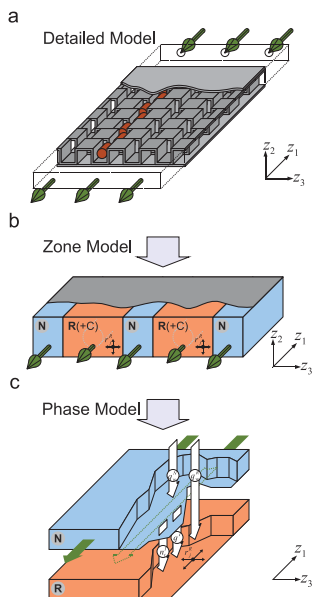 a
Detailed Model
z2
z1
z3
b
Zone Model
N
R(+C)
N
R(+C)
N
z2
z1
z3
c
Phase Model
N
R
z1
z3